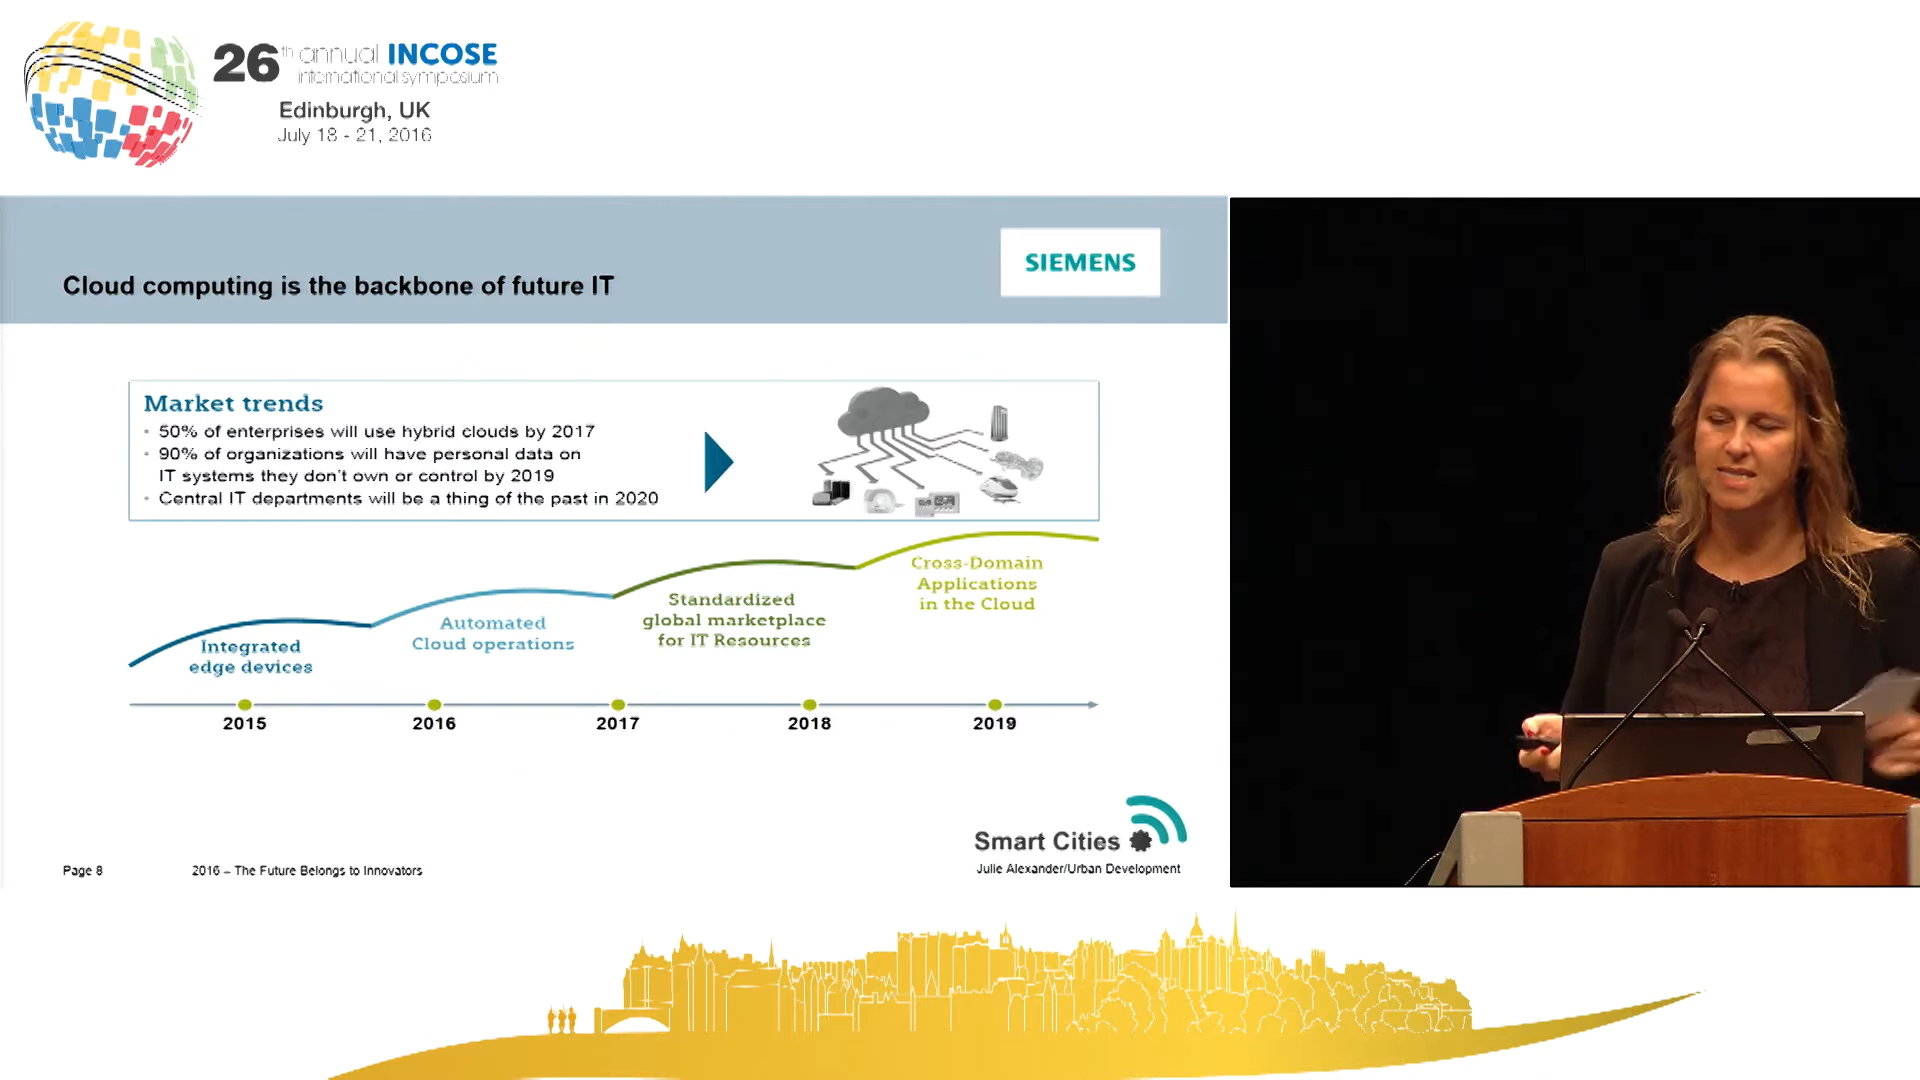 26th annual INCOSE
international symposium
Edinburgh, UK
July 18 - 21, 2016
SIEMENS
Cloud computing is the backbone of future IT
Market trends
• 50% of enterprises will use hybrid clouds by 2017
• 90% of organizations will have personal data on
IT systems they don't own or control by 2019
• Central IT departments will be a thing of the past in 2020
Cross-Domain
Applications
in the Cloud
Standardized
global marketplace
for IT Resources
Automated
Cloud operations
Integrated
edge devices
2015 2016 2017 2018 2019
Smart Cities
Julie Alexander/Urban Development
Page 8 2016 – The Future Belongs to Innovators